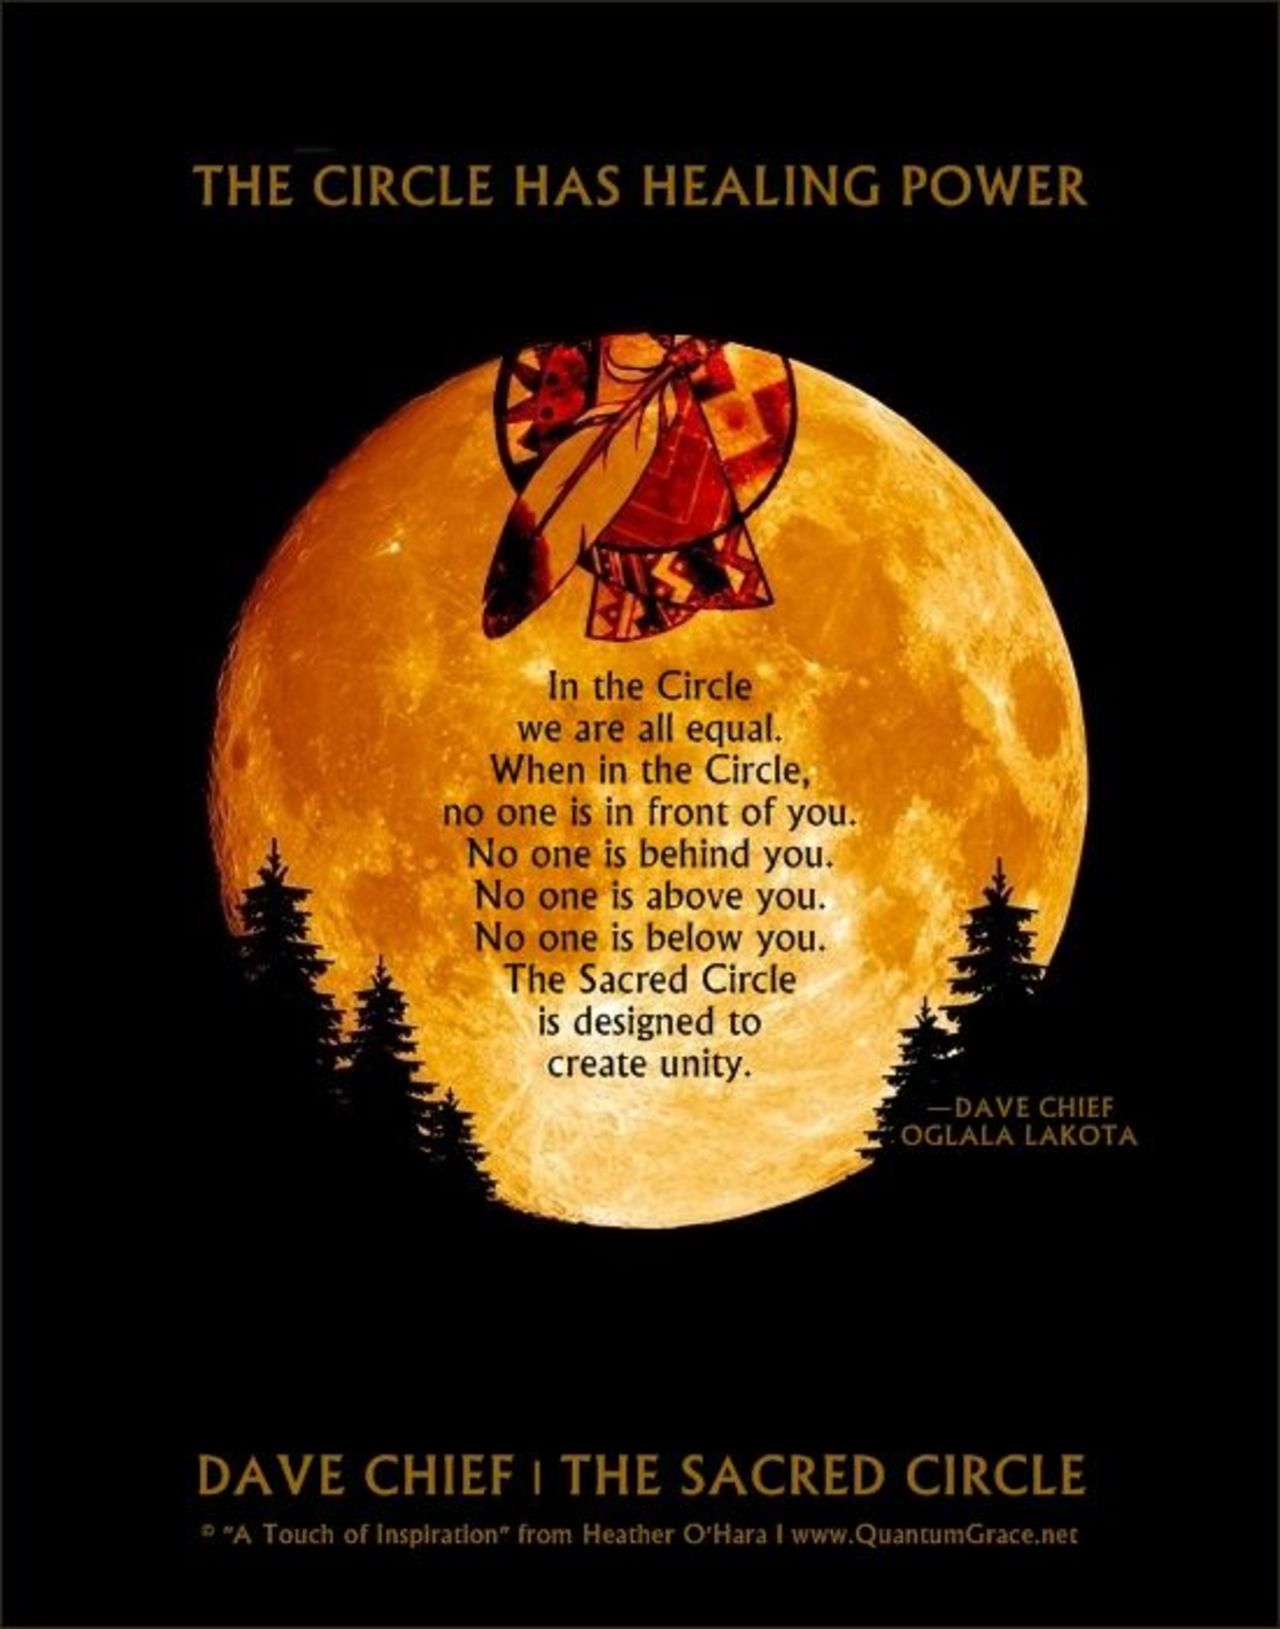 THE CIRCLE HAS HEALING POWER
In the Circle
we are all equal.
When in the Circle,
no one is in front of you.
No one is behind you.
No one is above you.
No one is below you.
The Sacred Circle
is designed to
create unity.
—DAVE CHIEF
OGLALA LAKOTA
DAVE CHIEF | THE SACRED CIRCLE
© "A Touch of Inspiration" from Heather O'Hara | www.QuantumGrace.net